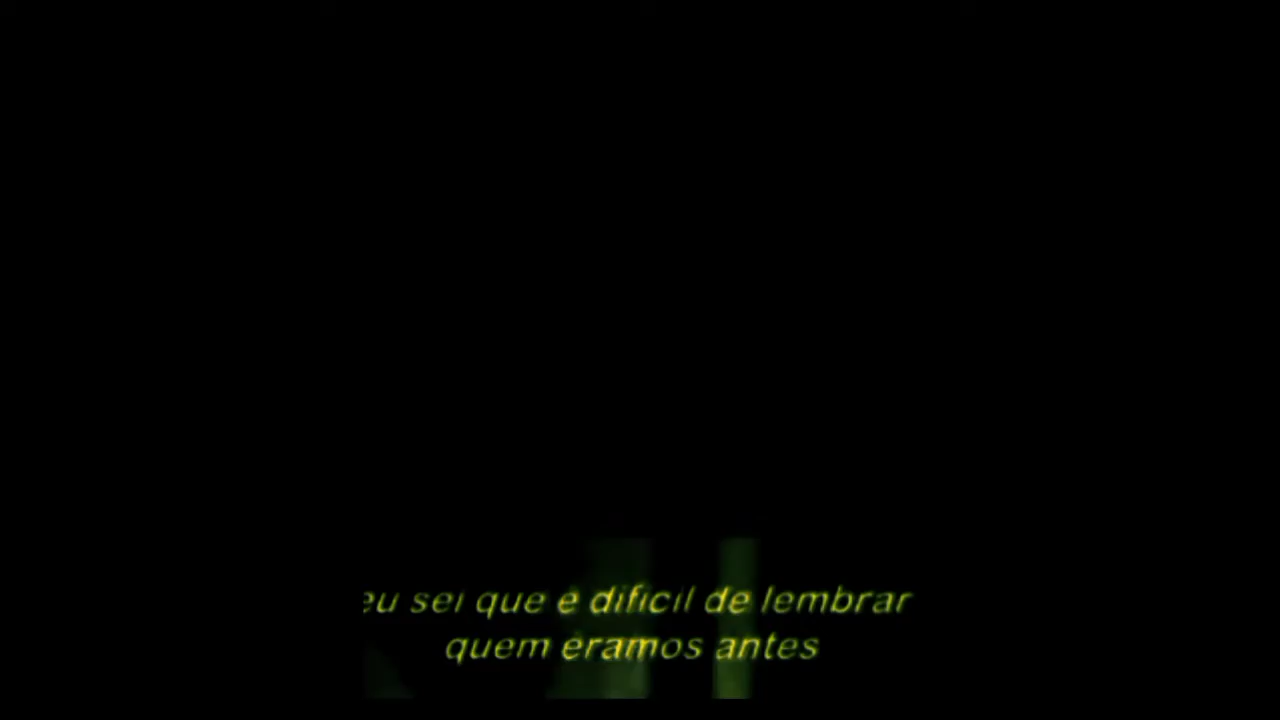 eu sei que é difícil de lembrar
quem éramos antes